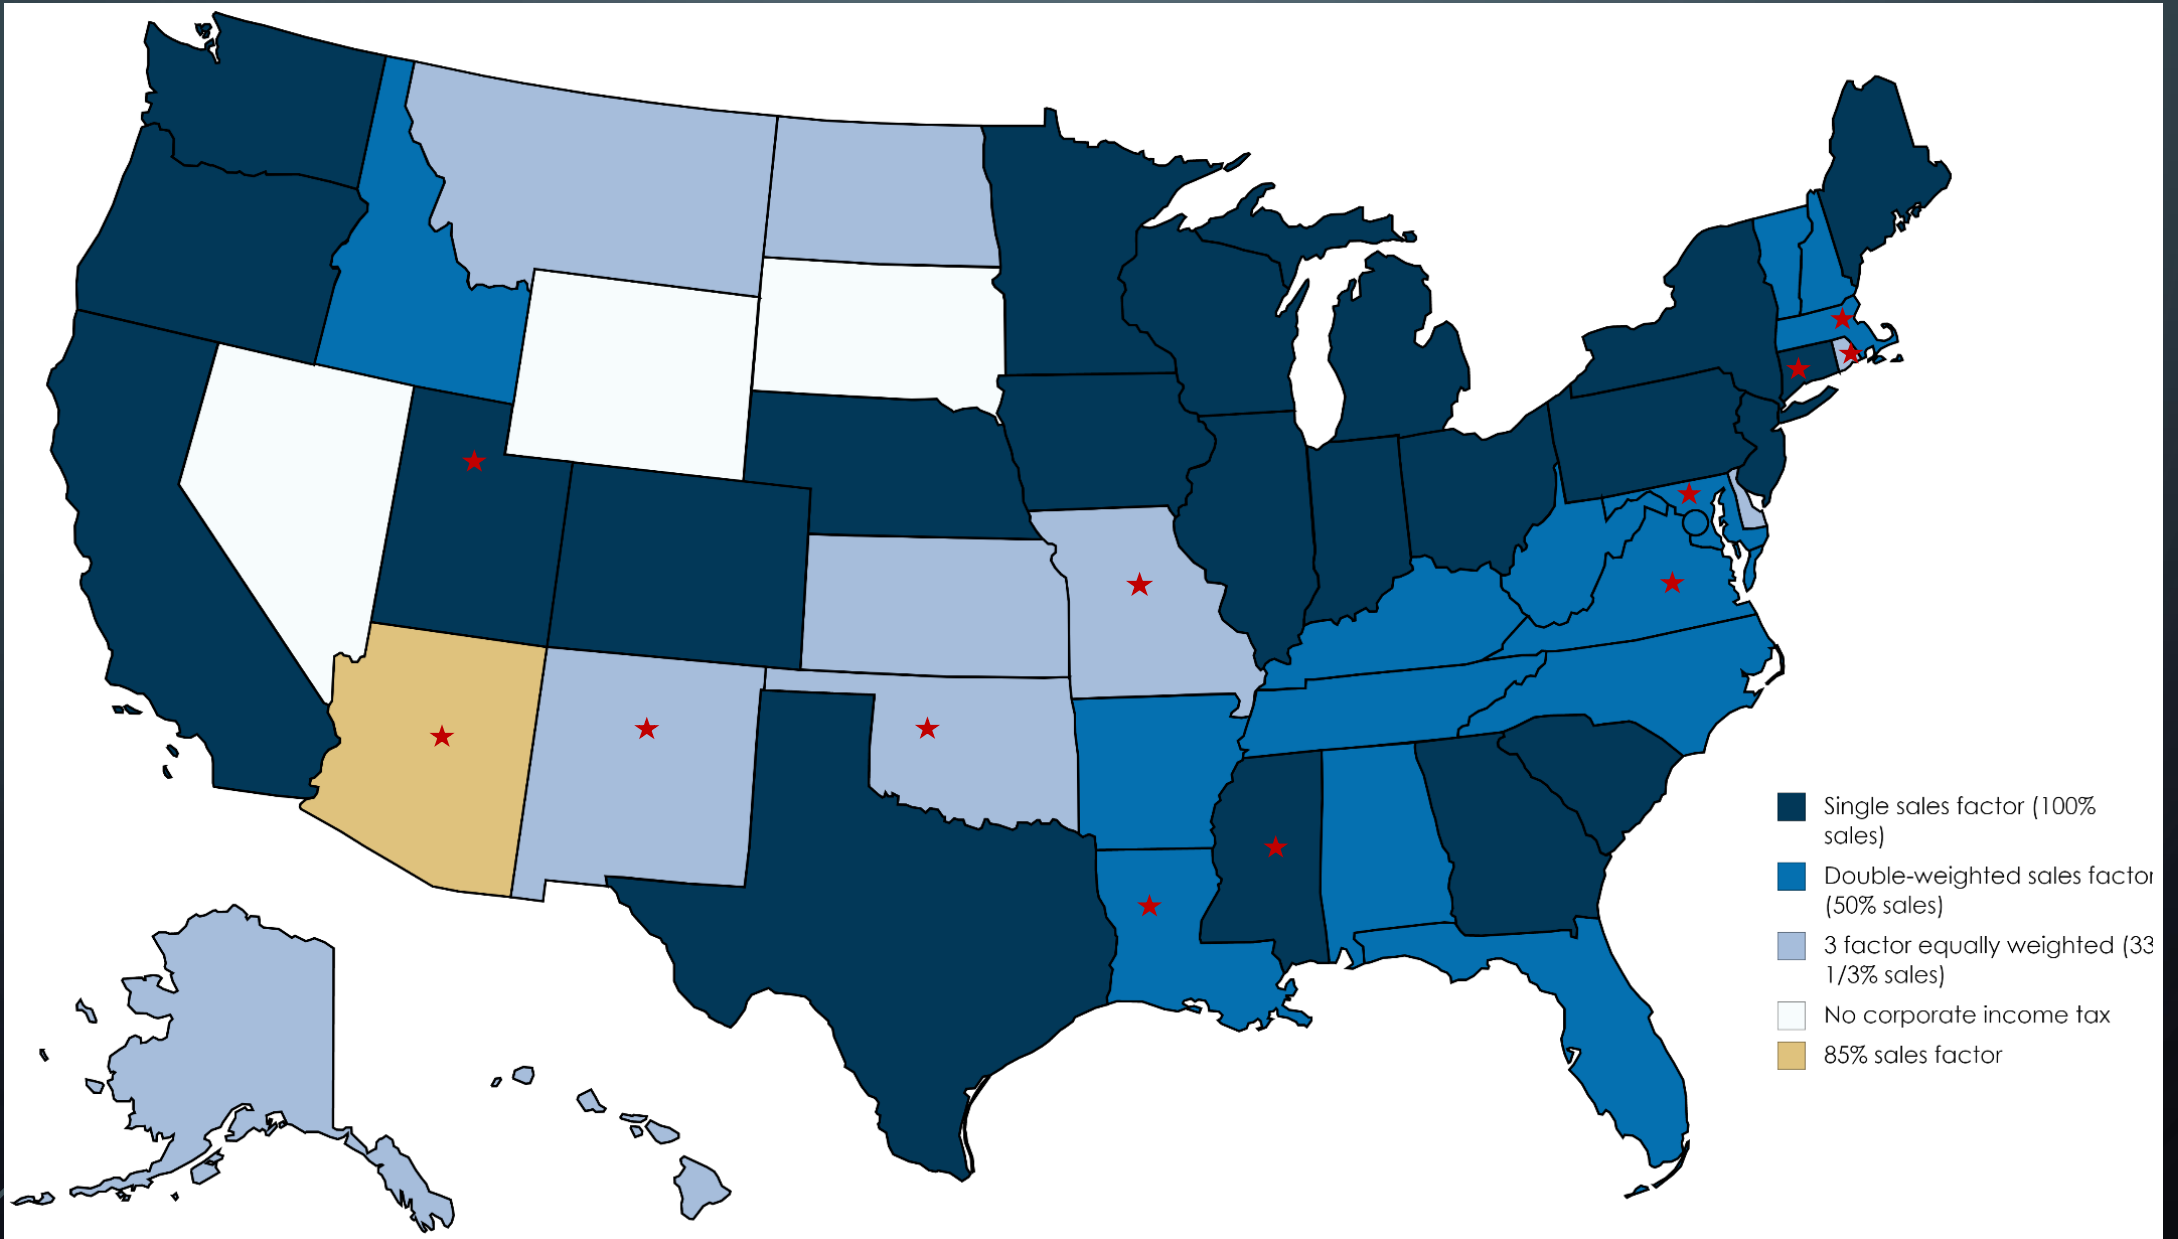 Single sales factor (100%
sales)
Double-weighted sales factor
(50% sales)
3 factor equally weighted (33
1/3% sales)
No corporate income tax
85% sales factor